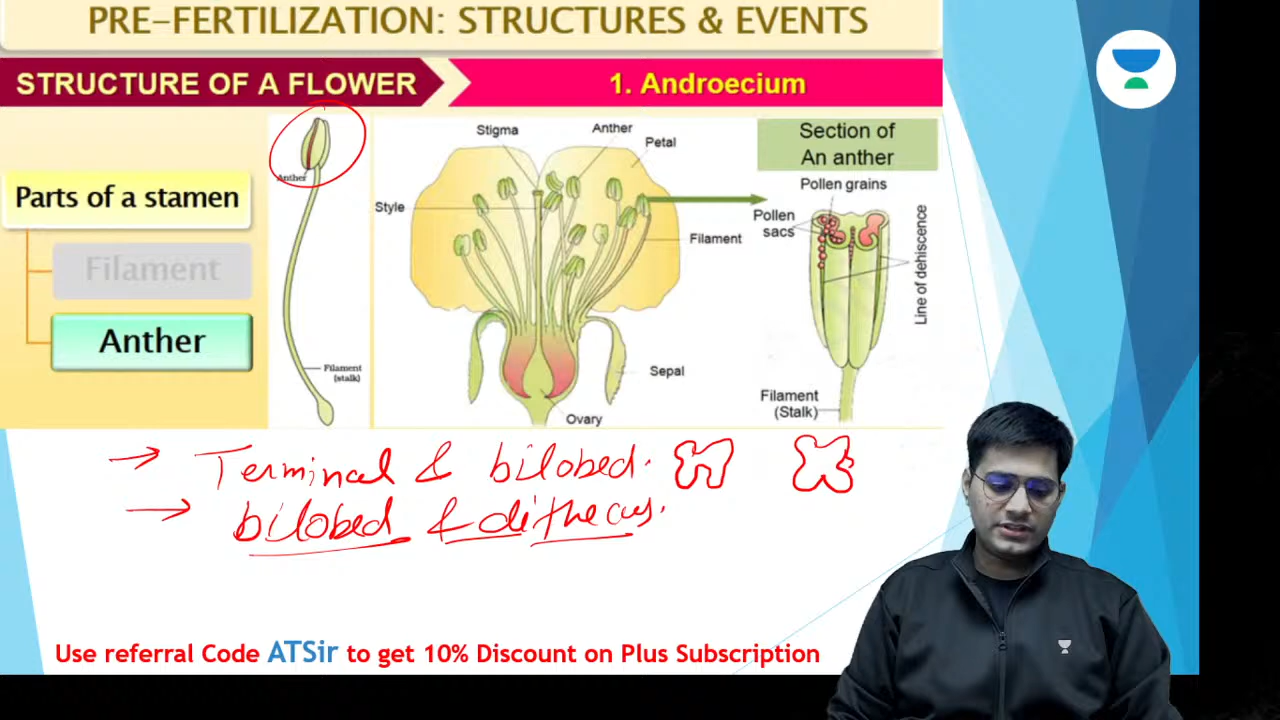 PRE-FERTILIZATION: STRUCTURES & EVENTS
STRUCTURE OF A FLOWER
1. Androecium
Parts of a stamen
Filament
Anther
Anther
Filament
(stalk)
Stigma
Anther
Petal
Style
Filament
Sepal
Ovary
Section of
An anther
Pollen grains
Pollen
sacs
Line of dehiscence
Filament
(Stalk)
→ Terminal & bilobed.
→ bilobed & dithecus.
Use referral Code ATSir to get 10% Discount on Plus Subscription